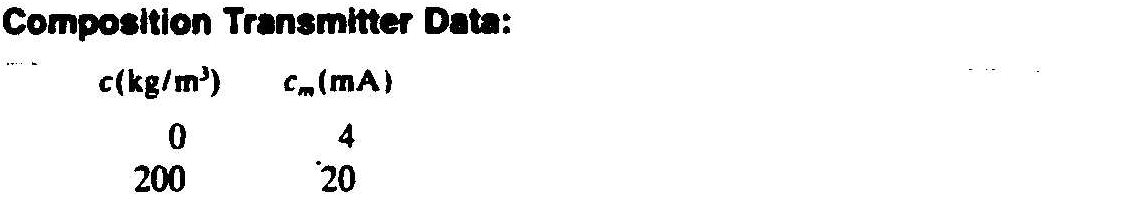 Composition Transmitter Data:
c(kg/m³) cₘ(mA)
0 4
200 20